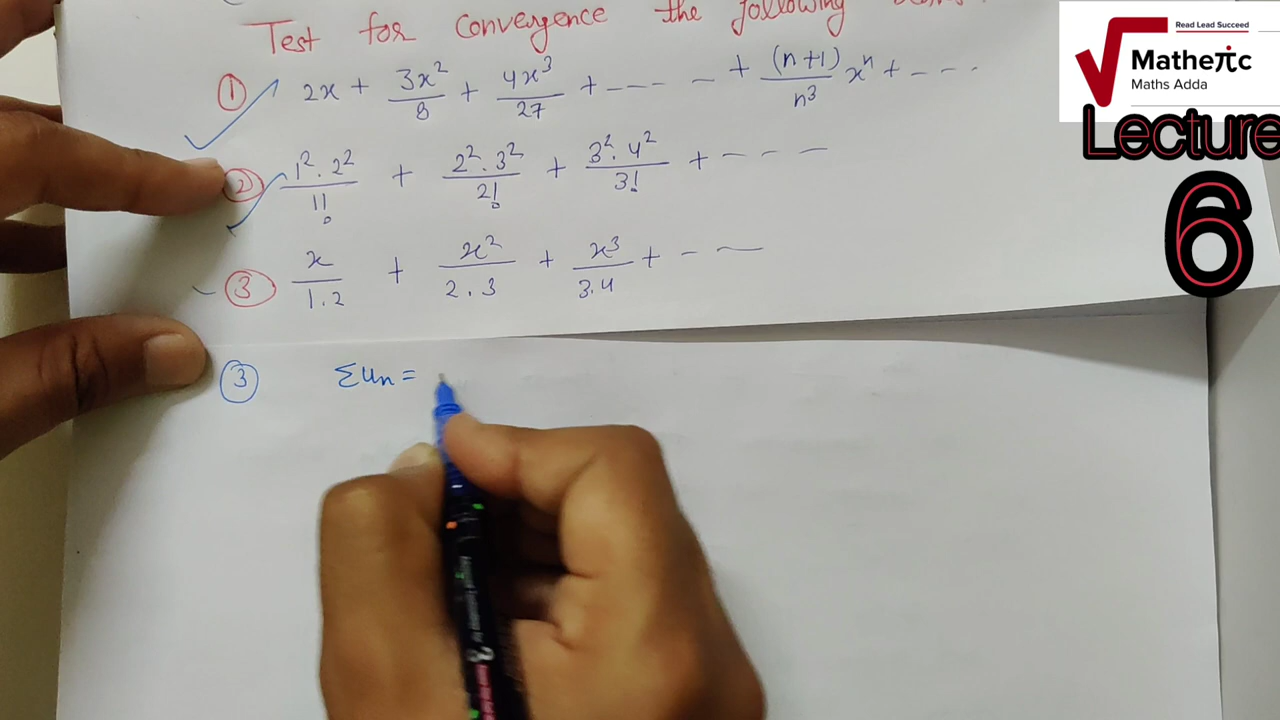 Test for convergence the following
① 2x + 3x²/8 + 4x³/27 + ---- + (n+1)/n³ xⁿ + ---
② 1².2²/1! + 2².3²/2! + 3².4²/3! + ---
③ x/1.2 + x²/2.3 + x³/3.4 + --
③ Σuₙ =
Read Lead Succeed
Matheπc
Maths Adda
Lecture
6